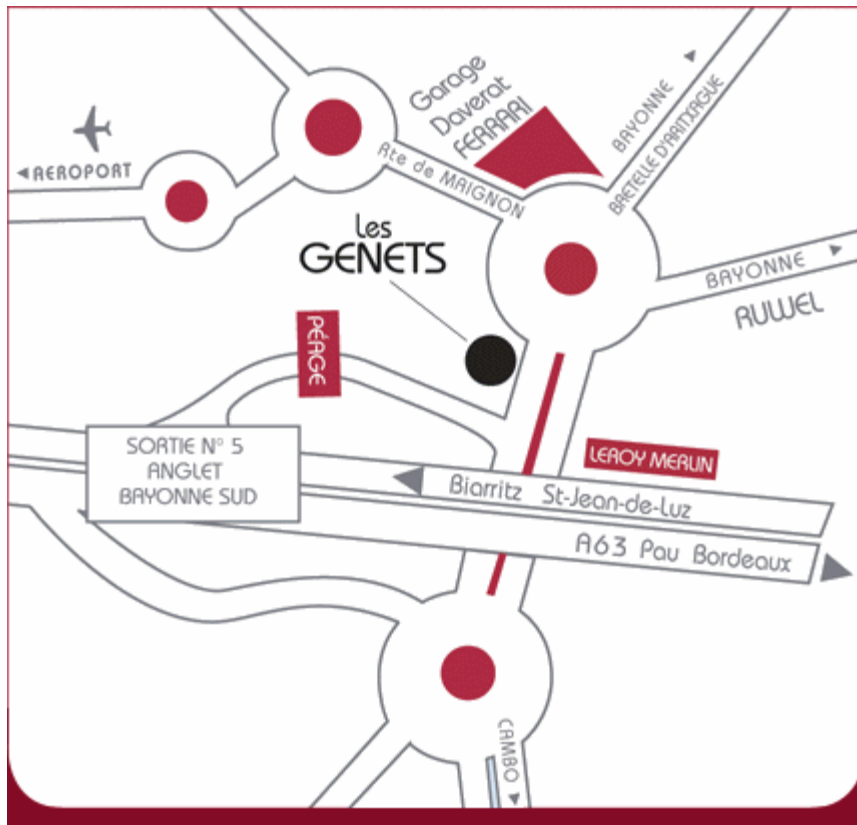 Garage
Daverat
FERRARI
BAYONNE
BRETELLE D'ARITXAGUE
AEROPORT
Rte de MAIGNON
Les
GENETS
BAYONNE
RUWEL
PÉAGE
SORTIE N° 5
ANGLET
BAYONNE SUD
LEROY MERLIN
Biarritz St-Jean-de-Luz
A63 Pau Bordeaux
CAMBO